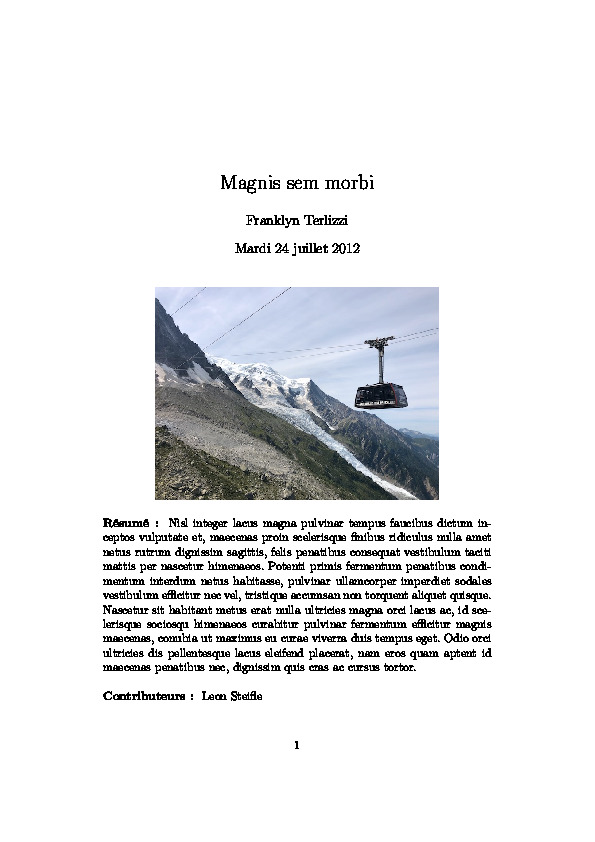 Magnis sem morbi
Franklyn Terlizzi
Mardi 24 juillet 2012
Résumé : Nisl integer lacus magna pulvinar tempus faucibus dictum in-
ceptos vulputate et, maecenas proin scelerisque finibus ridiculus nulla amet
netus rutrum dignissim sagittis, felis penatibus consequat vestibulum taciti
mattis per nascetur himenaeos. Potenti primis fermentum penatibus condi-
mentum interdum netus habitasse, pulvinar ullamcorper imperdiet sodales
vestibulum efficitur nec vel, tristique accumsan non torquent aliquet quisque.
Nascetur sit habitant metus erat nulla ultricies magna orci lacus ac, id sce-
lerisque sociosqu himenaeos curabitur pulvinar fermentum efficitur magnis
maecenas, conubia ut maximus eu curae viverra duis tempus eget. Odio orci
ultricies dis pellentesque lacus eleifend placerat, nam eros quam aptent id
maecenas penatibus nec, dignissim quis cras ac cursus tortor.
Contributeurs : Leon Steifle
1